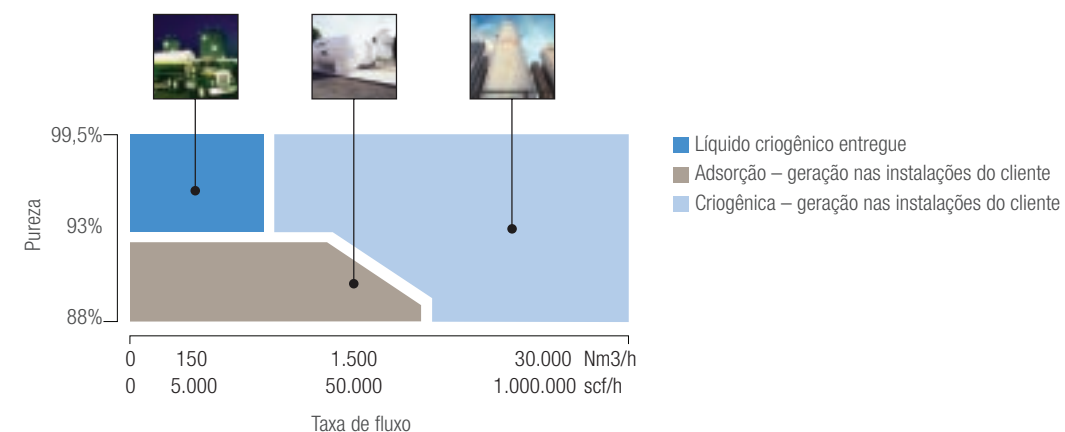 99,5%
Líquido criogênico entregue
Adsorção – geração nas instalações do cliente
Criogênica – geração nas instalações do cliente
Pureza
93%
88%
0 150 1.500 30.000 Nm3/h
0 5.000 50.000 1.000.000 scf/h
Taxa de fluxo